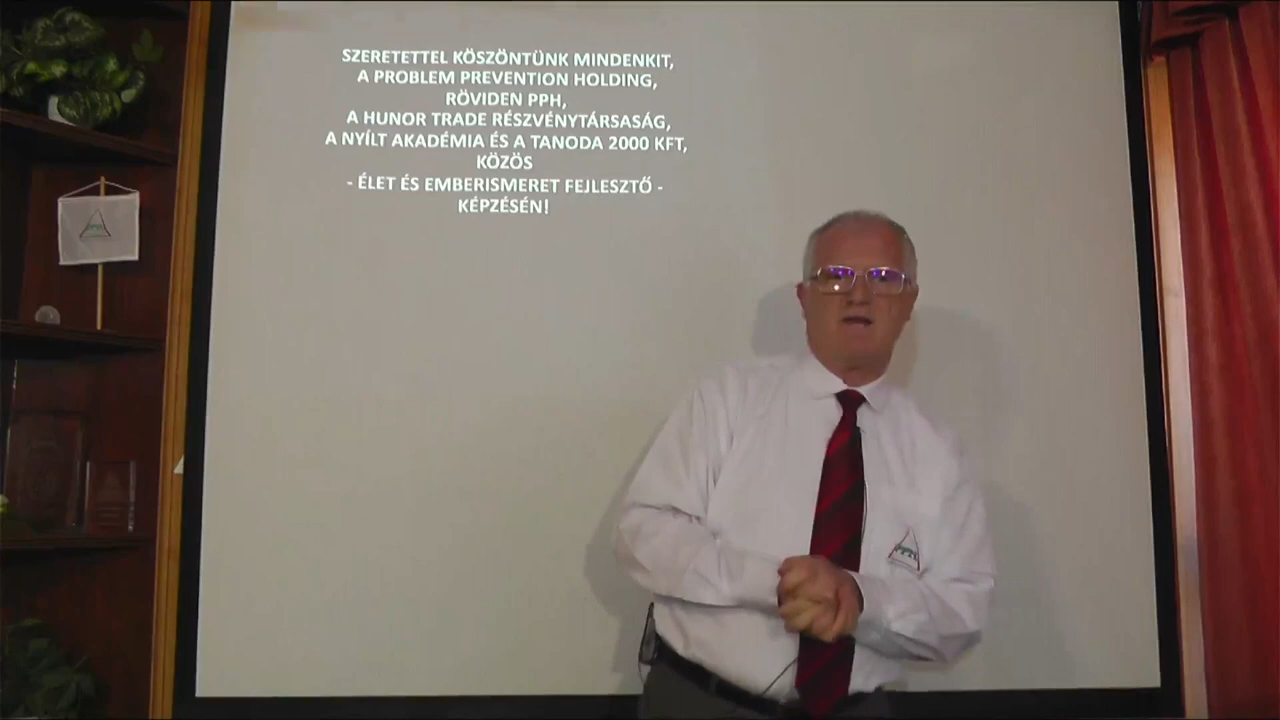 SZERETETTEL KÖSZÖNTÜNK MINDENKIT,
A PROBLEM PREVENTION HOLDING,
RÖVIDEN PPH,
A HUNOR TRADE RÉSZVÉNYTÁRSASÁG,
A NYÍLT AKADÉMIA ÉS A TANODA 2000 KFT,
KÖZÖS
- ÉLET ÉS EMBERISMERET FEJLESZTŐ -
KÉPZÉSÉN!